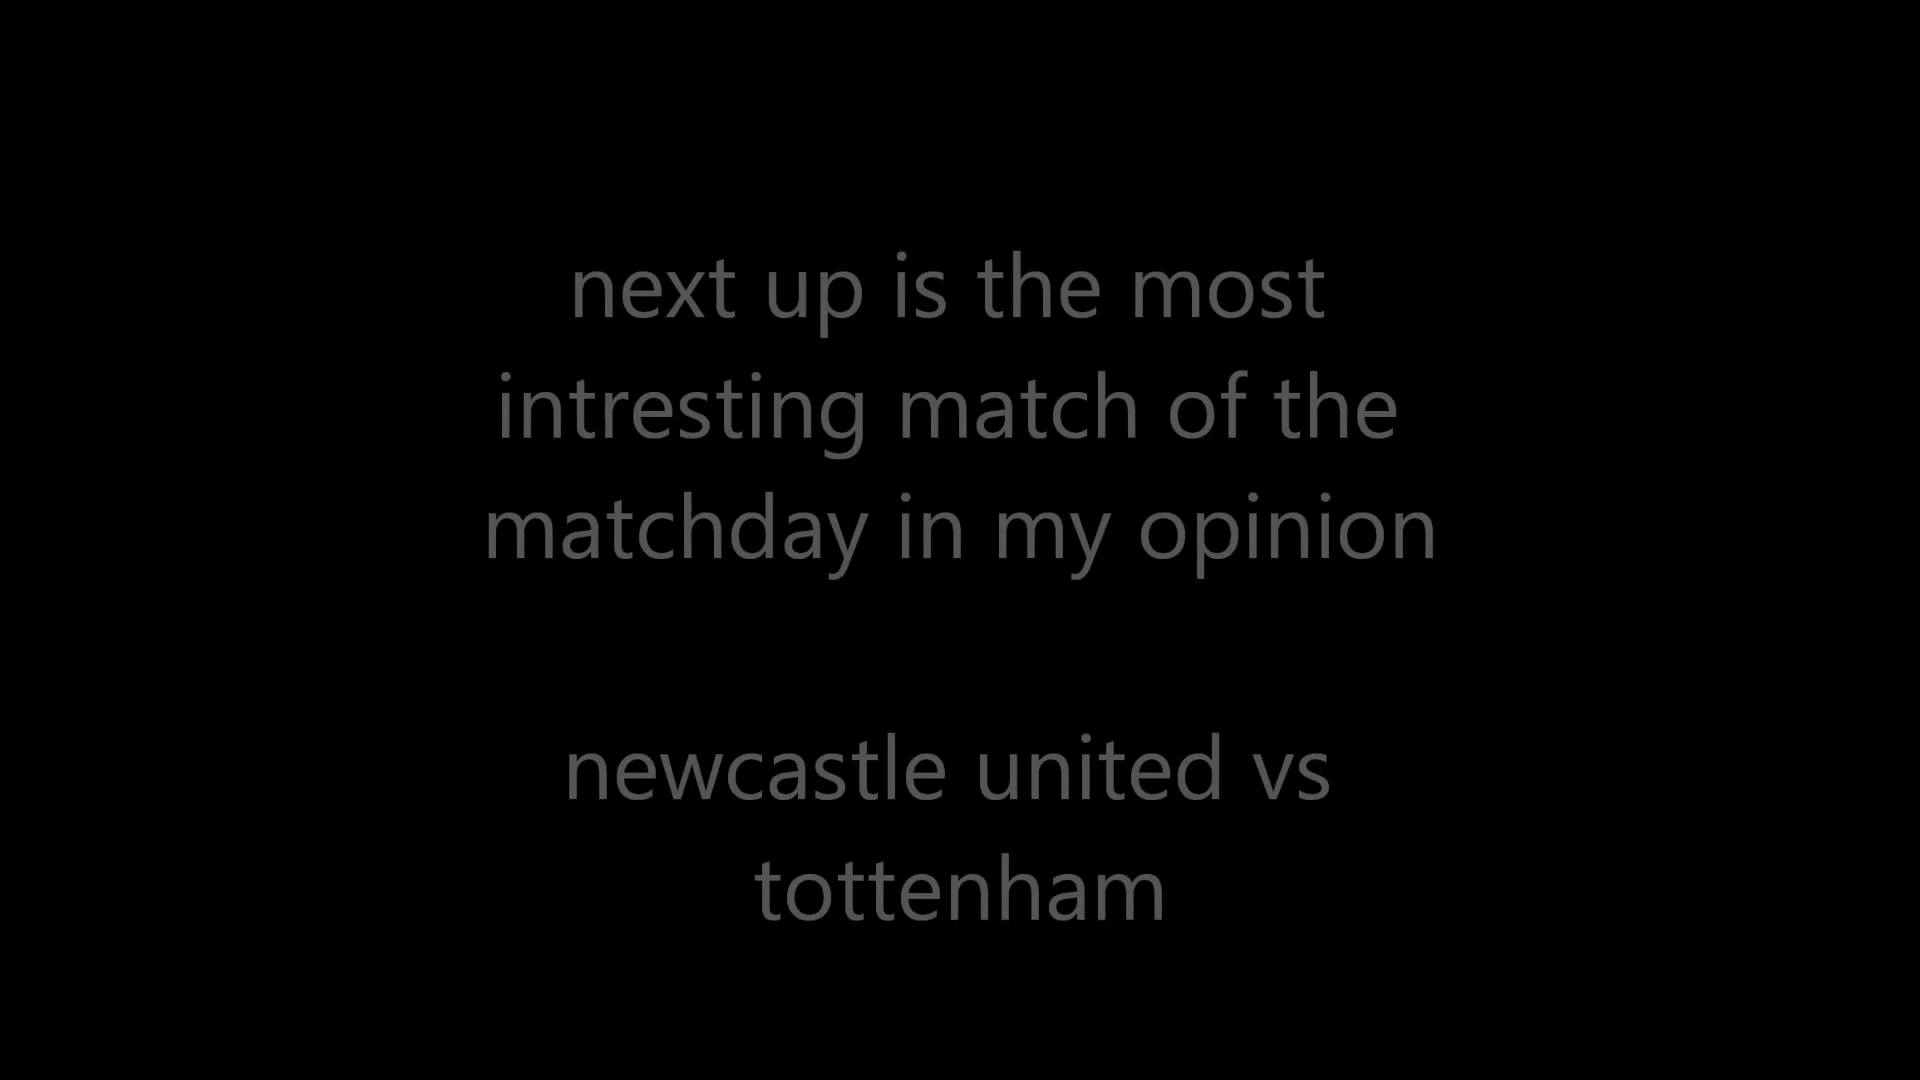 next up is the most
intresting match of the
matchday in my opinion
newcastle united vs
tottenham